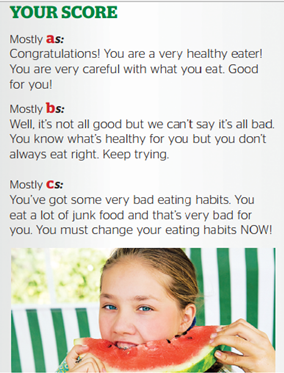 YOUR SCORE
Mostly as:
Congratulations! You are a very healthy eater!
You are very careful with what you eat. Good
for you!
Mostly bs:
Well, it's not all good but we can't say it's all bad.
You know what's healthy for you but you don't
always eat right. Keep trying.
Mostly cs:
You've got some very bad eating habits. You
eat a lot of junk food and that's very bad for
you. You must change your eating habits NOW!